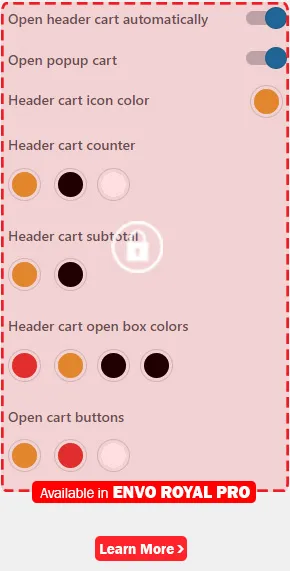 Open header cart automatically
Open popup cart
Header cart icon color
Header cart counter
Header cart subtotal
Header cart open box colors
Open cart buttons
Available in ENVO ROYAL PRO
Learn More >